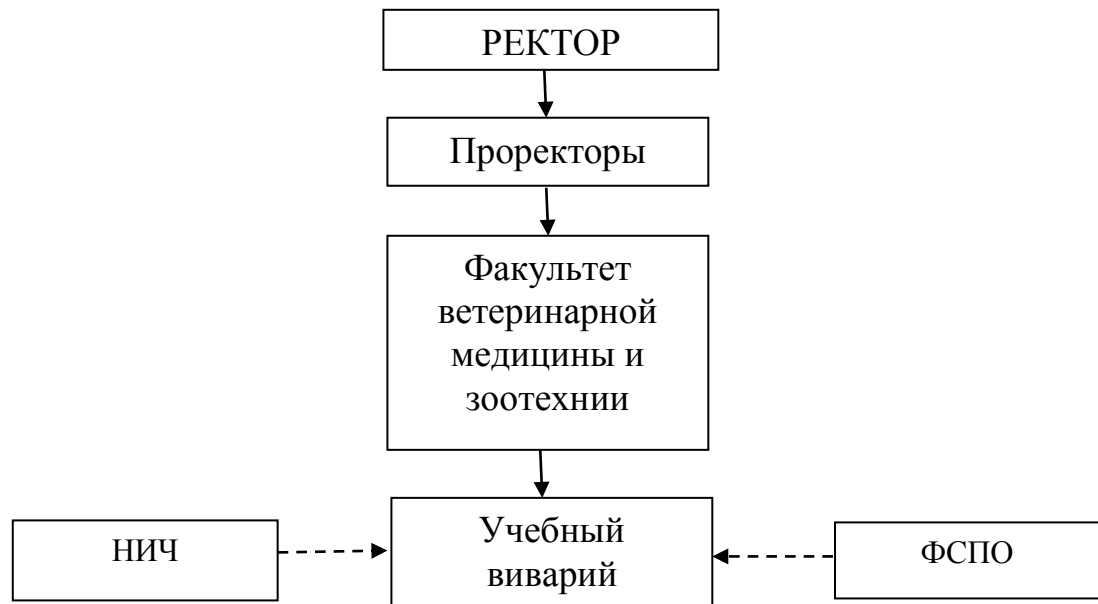 РЕКТОР
Проректоры
Факультет
ветеринарной
медицины и
зоотехнии
НИЧ
Учебный
виварий
ФСПО